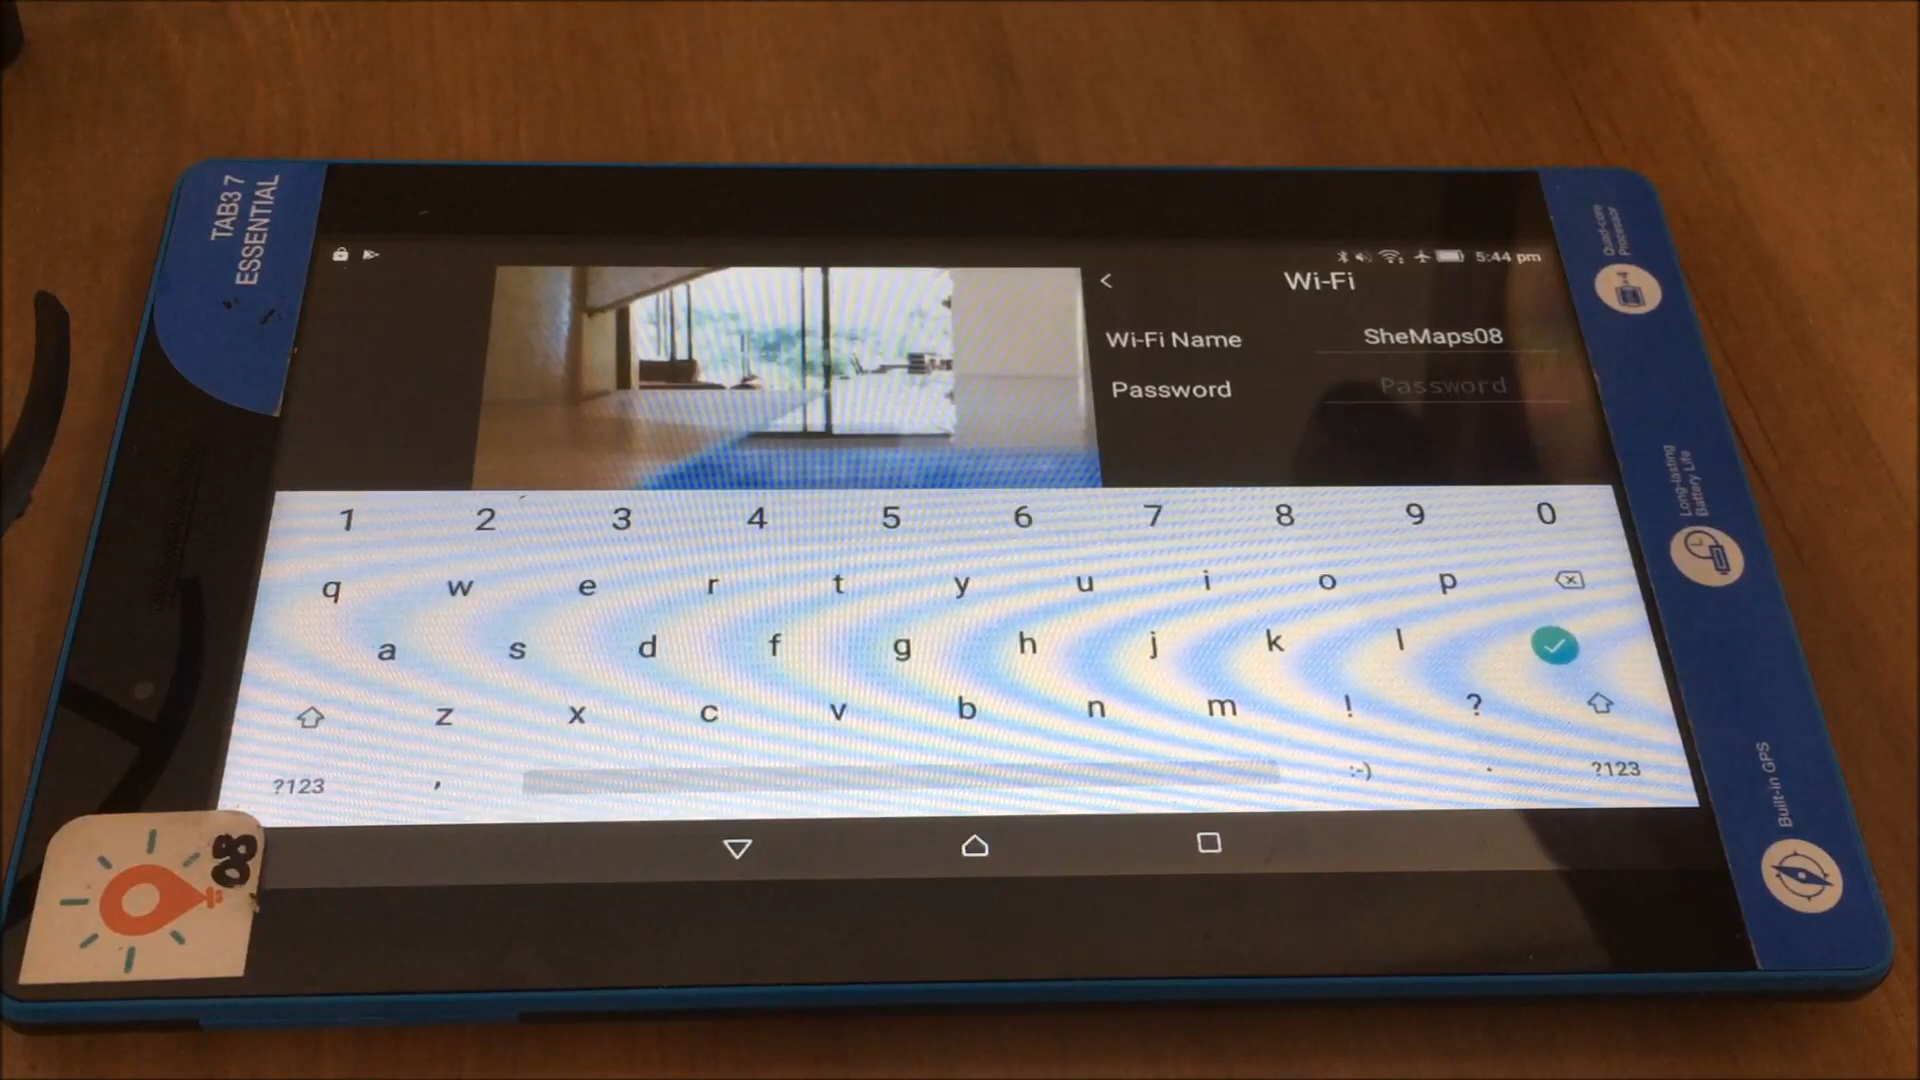 TAB3 7
ESSENTIAL
5:44 pm
Wi-Fi
Wi-Fi Name SheMaps08
Password Password
1 2 3 4 5 6 7 8 9 0
q w e r t y u i o p
a s d f g h j k l
z x c v b n m ! ?
?123 , :-) . ?123
08
Quad-core
Processor
x4
Long-lasting
Battery Life
Built-in GPS